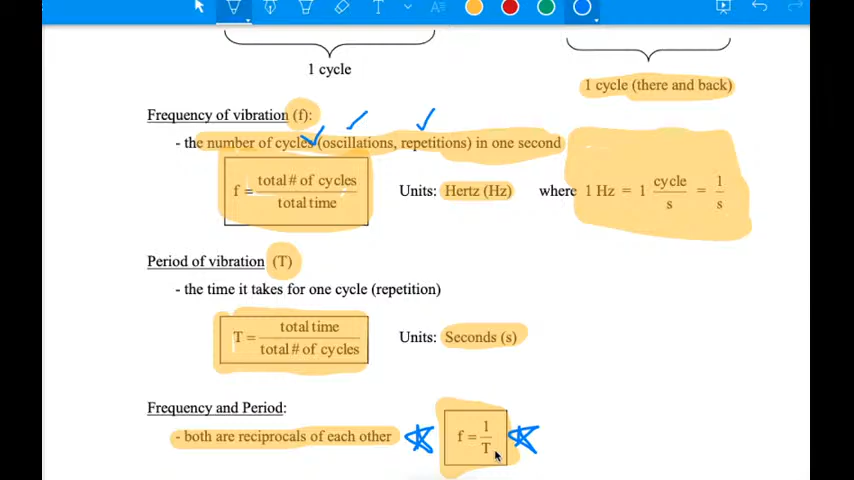 1 cycle
1 cycle (there and back)
Frequency of vibration (f):
- the number of cycles (oscillations, repetitions) in one second
f = total # of cycles / total time    Units: Hertz (Hz)    where 1 Hz = 1 cycle / s = 1 / s
Period of vibration (T)
- the time it takes for one cycle (repetition)
T = total time / total # of cycles    Units: Seconds (s)
Frequency and Period:
- both are reciprocals of each other    f = 1 / T